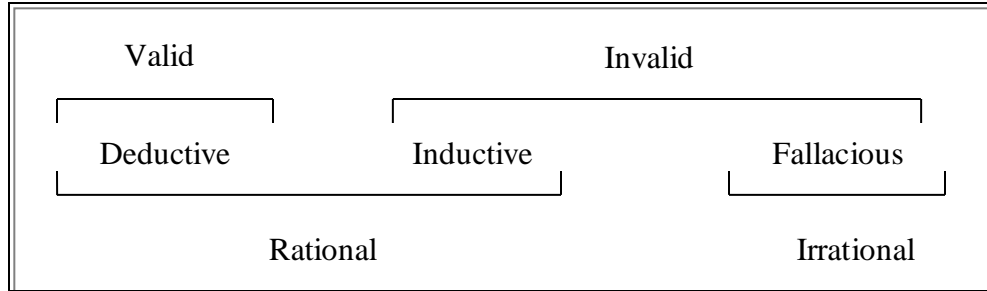 Valid Invalid
Deductive Inductive Fallacious
Rational Irrational